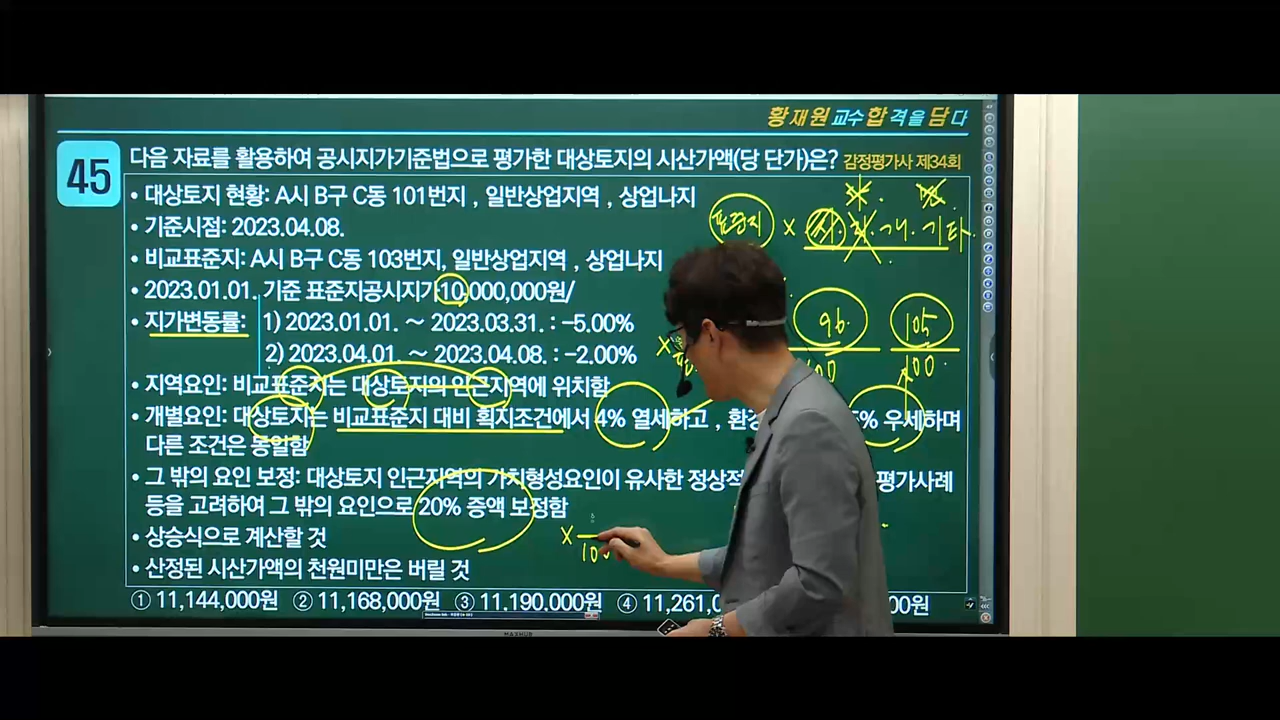 황재원 교수 합격을 담다
45
다음 자료를 활용하여 공시지가기준법으로 평가한 대상토지의 시산가액(당 단가)은? 감정평가사 제34회
• 대상토지 현황: A시 B구 C동 101번지 , 일반상업지역 , 상업나지
• 기준시점: 2023.04.08.
표준지 × 시. 지. 개. 기타
• 비교표준지: A시 B구 C동 103번지, 일반상업지역 , 상업나지
• 2023.01.01. 기준 표준지공시지가 10,000,000원/
• 지가변동률: 1) 2023.01.01. ~ 2023.03.31. : -5.00%
2) 2023.04.01. ~ 2023.04.08. : -2.00%
× 96 105
100
• 지역요인: 비교표준지는 대상토지의 인근지역에 위치함
• 개별요인: 대상토지는 비교표준지 대비 획지조건에서 4% 열세하고 , 5% 우세하며
다른 조건은 동일함
• 그 밖의 요인 보정: 대상토지 인근지역의 가치형성요인이 유사한 평가사례
등을 고려하여 그 밖의 요인으로 20% 증액 보정함
• 상승식으로 계산할 것
× 10
• 산정된 시산가액의 천원미만은 버릴 것
① 11,144,000원 ② 11,168,000원 ③ 11,190,000원 ④ 원
MAXHUB